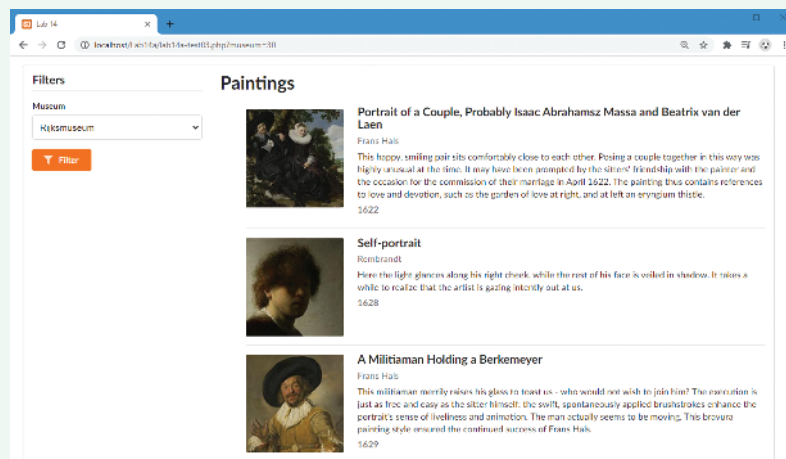 Lab 14
localhost/Lab14a/lab14a-test03.php?museum=30
Filters
Museum
Rijksmuseum
Filter
Paintings
Portrait of a Couple, Probably Isaac Abrahamsz Massa and Beatrix van der
Laen
Frans Hals
This happy, smiling pair sits comfortably close to each other. Posing a couple together in this way was
highly unusual at the time. It may have been prompted by the sitters' friendship with the painter and
the occasion for the commission of their marriage in April 1622. The painting thus contains references
to love and devotion, such as the garden of love at right, and at left an eryngium thistle.
1622
Self-portrait
Rembrandt
Here the light glances along his right cheek, while the rest of his face is veiled in shadow. It takes a
while to realize that the artist is gazing intently out at us.
1628
A Militiaman Holding a Berkemeyer
Frans Hals
This militiaman merrily raises his glass to toast us - who would not wish to join him? The execution is
just as free and easy as the sitter himself: the swift, spontaneously applied brushstrokes enhance the
portrait's sense of liveliness and animation. The man actually seems to be moving. This bravura
painting style ensured the continued success of Frans Hals.
1629